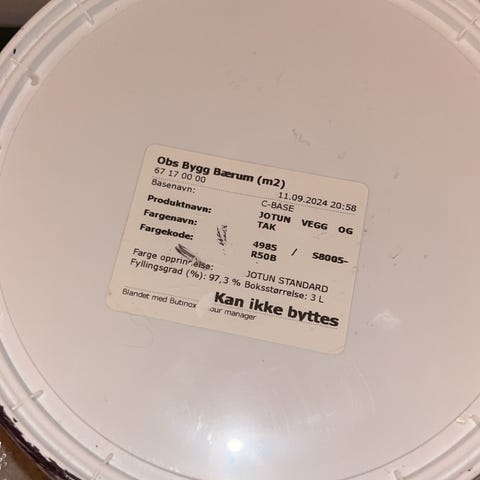 Obs Bygg Bærum (m2)
67 17 00 00
11.09.2024 20:58
Basenavn: C-BASE
Produktnavn: JOTUN VEGG OG
TAK
Fargenavn:
Fargekode: 4985 / S8005-
R50B
Farge opprinnelse: JOTUN STANDARD
Fyllingsgrad (%): 97,3 % Boksstørrelse: 3 L
Kan ikke byttes
Blandet med Butinox our manager